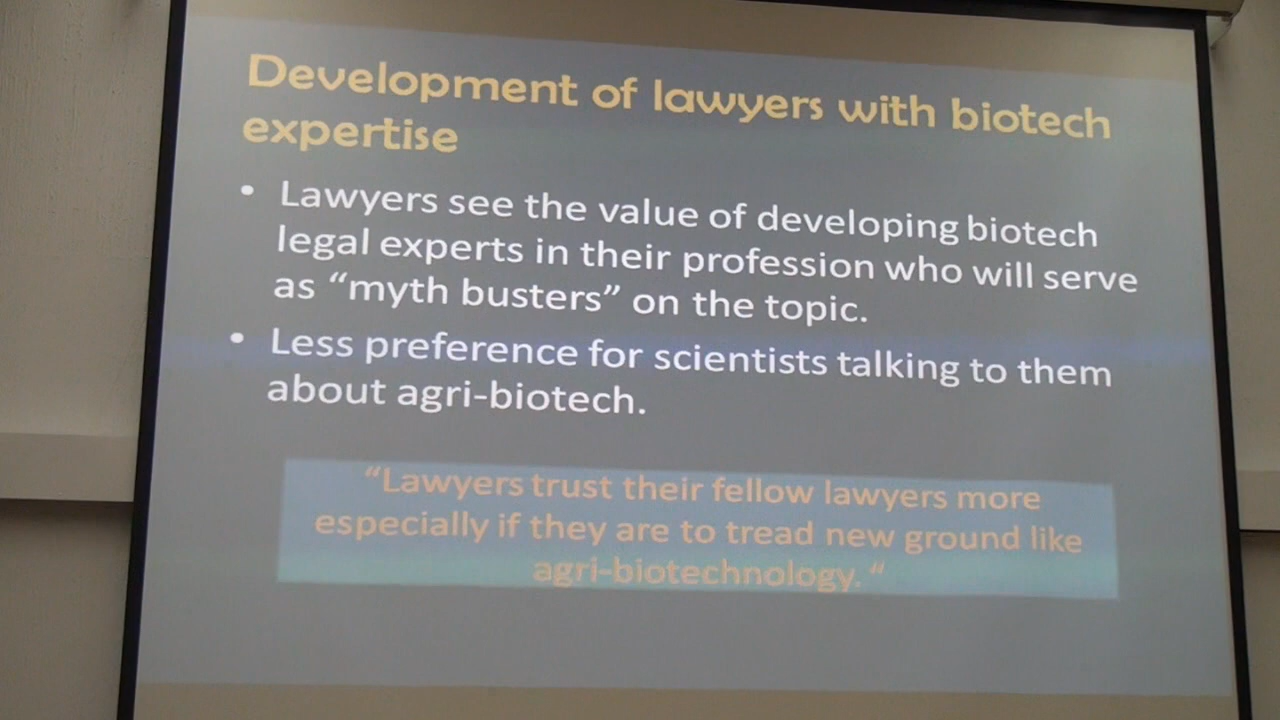 Development of lawyers with biotech
expertise
• Lawyers see the value of developing biotech
legal experts in their profession who will serve
as “myth busters” on the topic.
• Less preference for scientists talking to them
about agri-biotech.
“Lawyers trust their fellow lawyers more
especially if they are to tread new ground like
agri-biotechnology. “